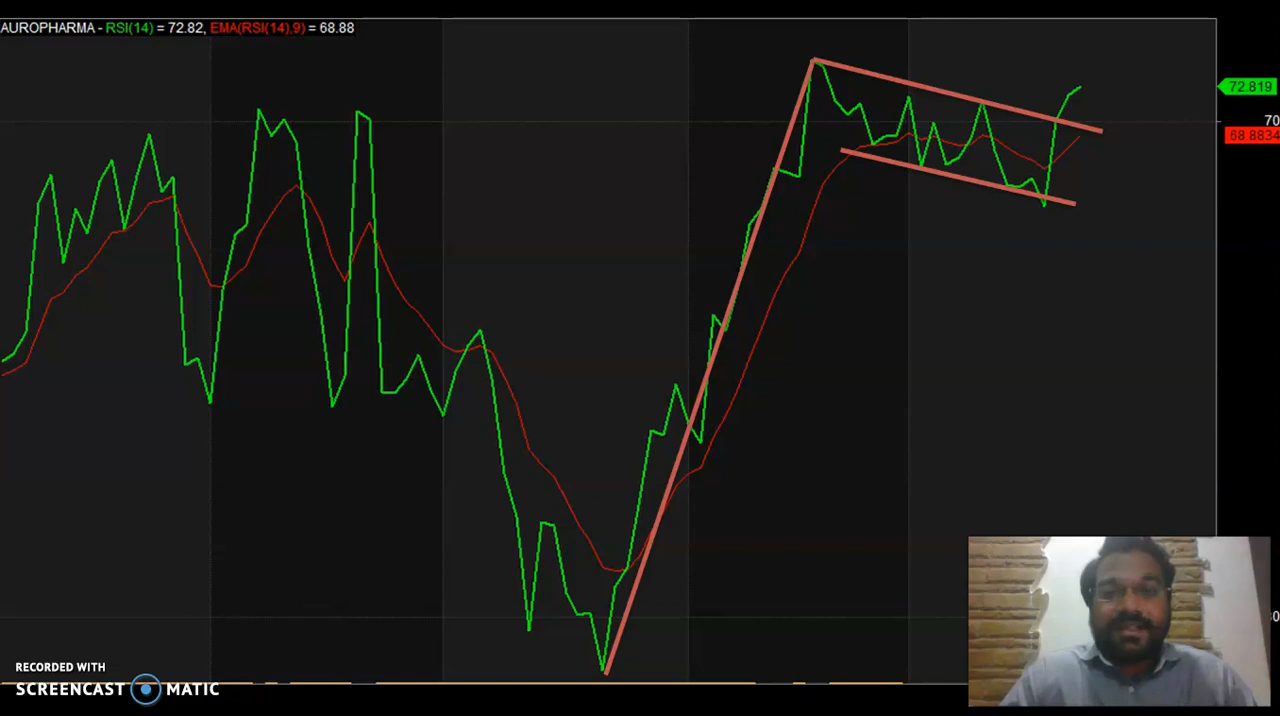 AUROPHARMA - RSI(14) = 72.82, EMA(RSI(14),9) = 68.88
72.819
70
68.8834
RECORDED WITH
SCREENCAST MATIC